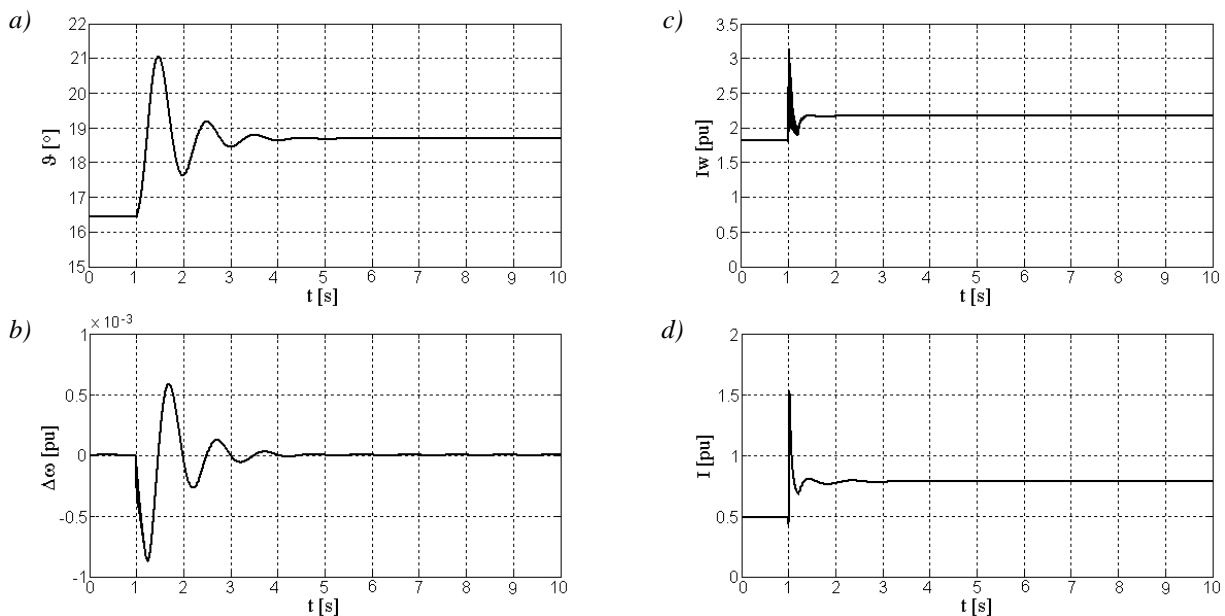 a)
22
21
20
19
18
17
16
15
ϑ [°]
0 1 2 3 4 5 6 7 8 9 10
t [s]
b)
× 10⁻³
1
0.5
0
-0.5
-1
Δω [pu]
0 1 2 3 4 5 6 7 8 9 10
t [s]
c)
3.5
3
2.5
2
1.5
1
0.5
0
Iw [pu]
0 1 2 3 4 5 6 7 8 9 10
t [s]
d)
2
1.5
1
0.5
0
I [pu]
0 1 2 3 4 5 6 7 8 9 10
t [s]